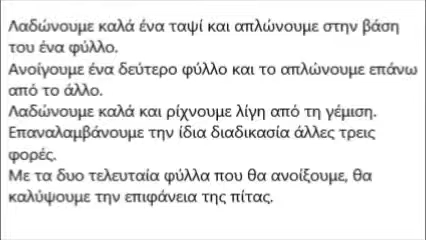 Λαδώνουμε καλά ένα ταψί και απλώνουμε στην βάση
του ένα φύλλο.
Ανοίγουμε ένα δεύτερο φύλλο και το απλώνουμε επάνω
από το άλλο.
Λαδώνουμε καλά και ρίχνουμε λίγη από τη γέμιση.
Επαναλαμβάνουμε την ίδια διαδικασία άλλες τρεις
φορές.
Με τα δυο τελευταία φύλλα που θα ανοίξουμε, θα
καλύψουμε την επιφάνεια της πίτας.